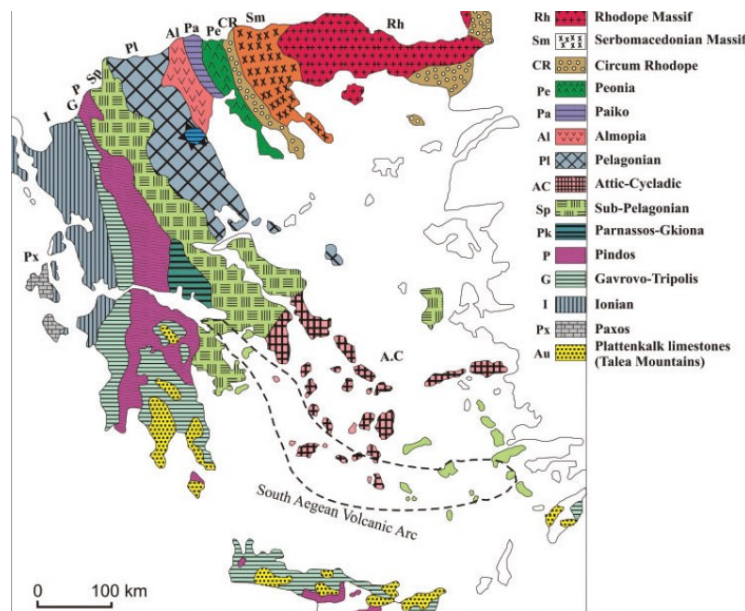 I
G
P
Sp
Pl
Al
Pa
Pe
CR
Sm
Rh
Px
A.C
South Aegean Volcanic Arc
0 100 km
Rh Rhodope Massif
Sm Serbomacedonian Massif
CR Circum Rhodope
Pe Peonia
Pa Paiko
Al Almopia
Pl Pelagonian
AC Attic-Cycladic
Sp Sub-Pelagonian
Pk Parnassos-Gkiona
P Pindos
G Gavrovo-Tripolis
I Ionian
Px Paxos
Au Plattenkalk limestones
(Talea Mountains)